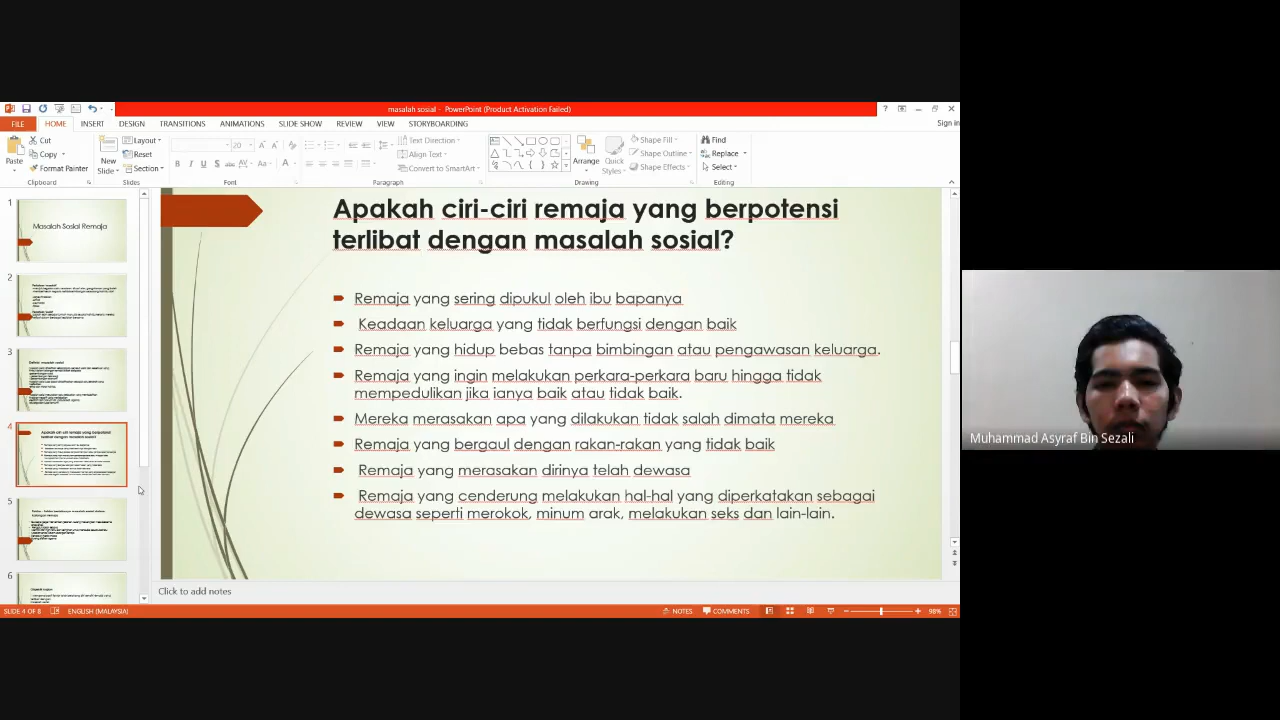 masalah sosial - PowerPoint (Product Activation Failed)
FILE HOME INSERT DESIGN TRANSITIONS ANIMATIONS SLIDE SHOW REVIEW VIEW STORYBOARDING Sign in
Paste
Cut
Copy
Format Painter
Clipboard
New Slide
Layout
Reset
Section
Slides
20
Font
Text Direction
Align Text
Convert to SmartArt
Paragraph
Arrange
Quick Styles
Shape Fill
Shape Outline
Shape Effects
Drawing
Find
Replace
Select
Editing
1
Masalah Sosial Remaja
2
3
4
5
6
Apakah ciri-ciri remaja yang berpotensi
terlibat dengan masalah sosial?
Remaja yang sering dipukul oleh ibu bapanya
Keadaan keluarga yang tidak berfungsi dengan baik
Remaja yang hidup bebas tanpa bimbingan atau pengawasan keluarga.
Remaja yang ingin melakukan perkara-perkara baru hingga tidak
mempedulikan jika ianya baik atau tidak baik.
Mereka merasakan apa yang dilakukan tidak salah dimata mereka
Remaja yang bergaul dengan rakan-rakan yang tidak baik
Remaja yang merasakan dirinya telah dewasa
Remaja yang cenderung melakukan hal-hal yang diperkatakan sebagai
dewasa seperti merokok, minum arak, melakukan seks dan lain-lain.
Click to add notes
SLIDE 4 OF 8 ENGLISH (MALAYSIA) NOTES COMMENTS 98%
Muhammad Asyraf Bin Sezali